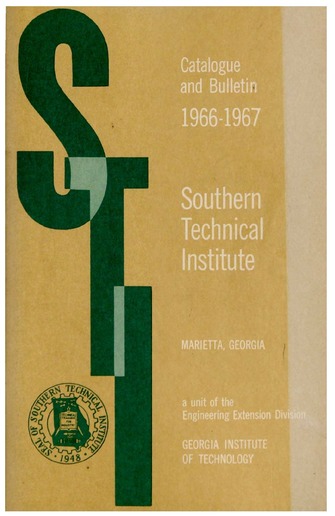 STI
Catalogue
and Bulletin
1966-1967
Southern
Technical
Institute
MARIETTA, GEORGIA
a unit of the
Engineering Extension Division
GEORGIA INSTITUTE
OF TECHNOLOGY
SEAL OF SOUTHERN TECHNICAL INSTITUTE
•1948•